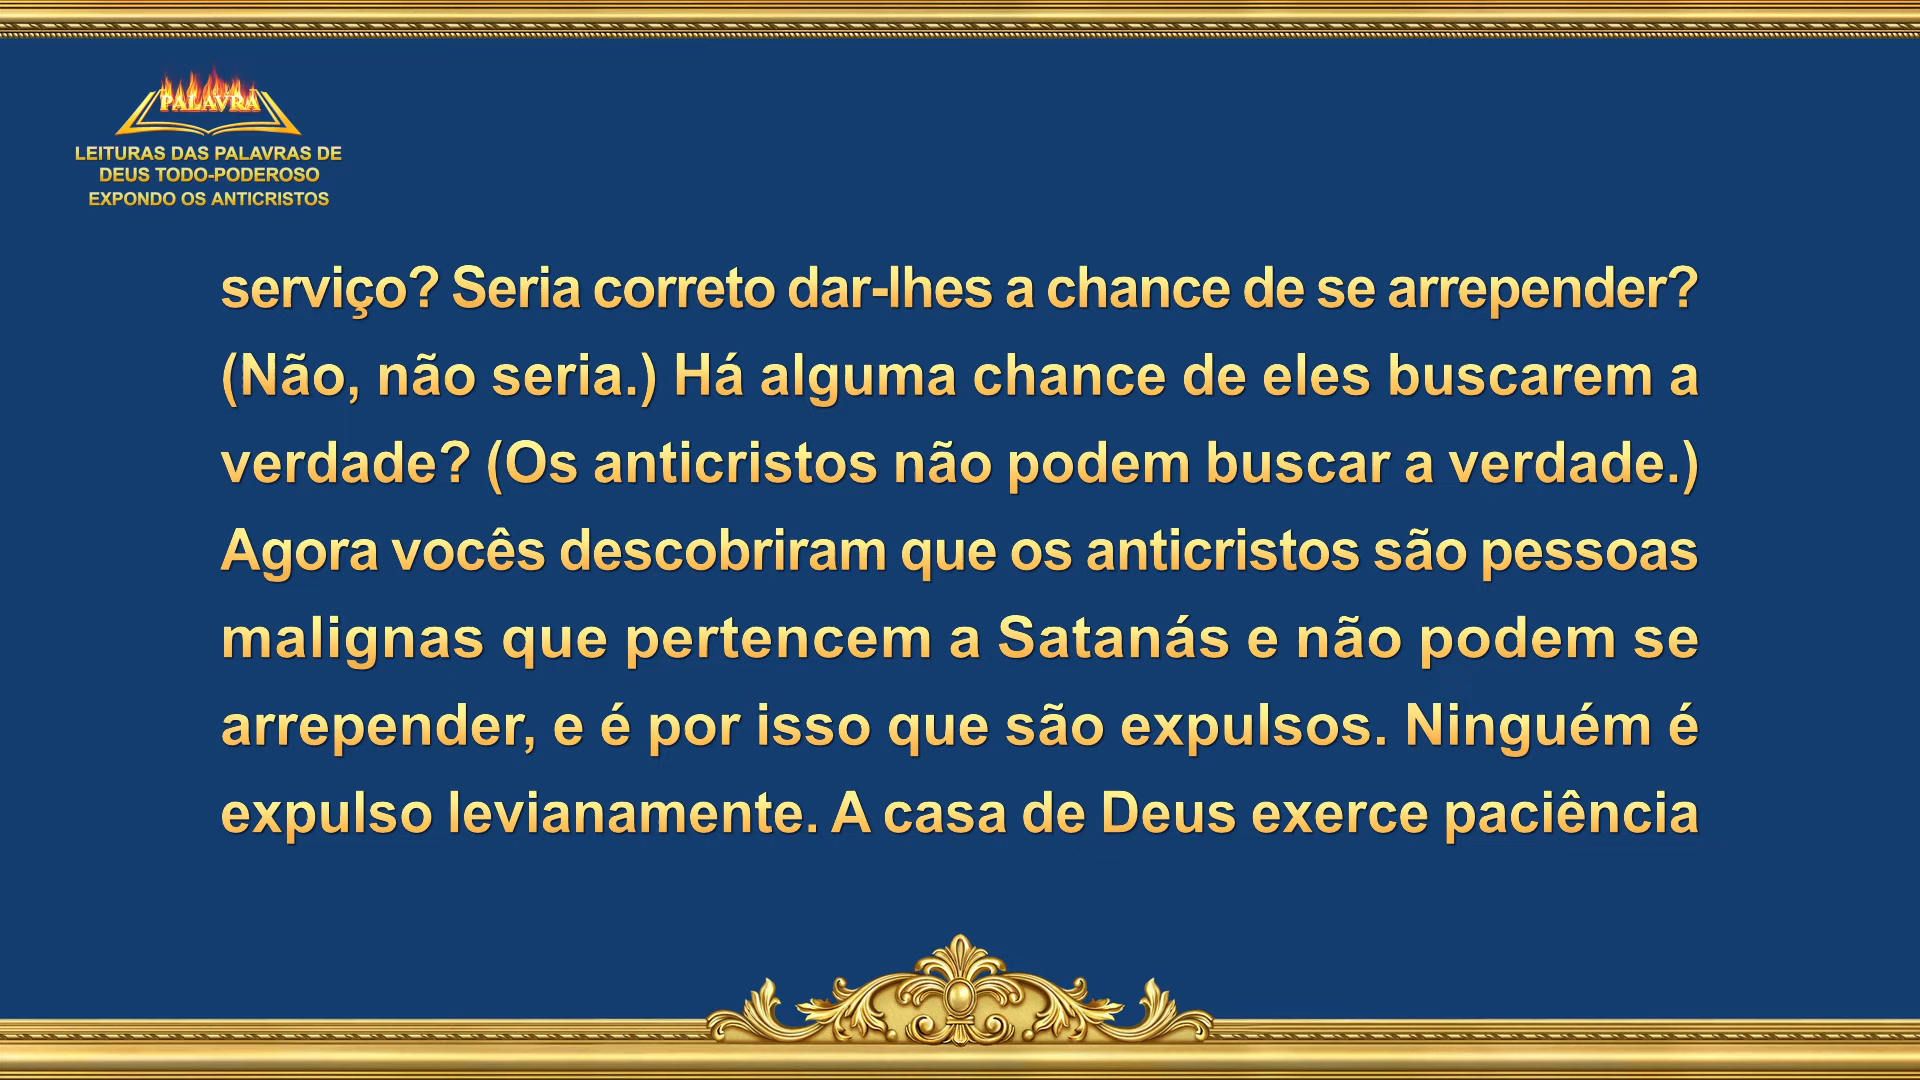 PALAVRA
LEITURAS DAS PALAVRAS DE
DEUS TODO-PODEROSO
EXPONDO OS ANTICRISTOS
serviço? Seria correto dar-lhes a chance de se arrepender?
(Não, não seria.) Há alguma chance de eles buscarem a
verdade? (Os anticristos não podem buscar a verdade.)
Agora vocês descobriram que os anticristos são pessoas
malignas que pertencem a Satanás e não podem se
arrepender, e é por isso que são expulsos. Ninguém é
expulso levianamente. A casa de Deus exerce paciência